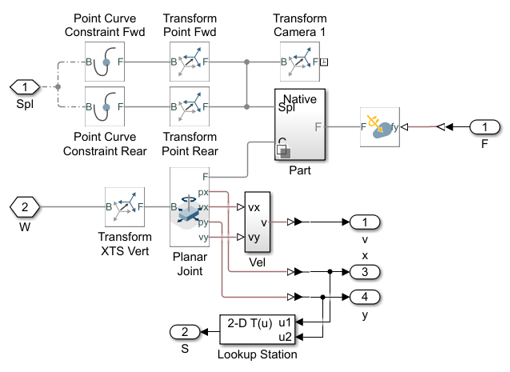 Point Curve
Constraint Fwd
Transform
Point Fwd
Transform
Camera 1
B F
B F
B F
1
Spl
B F
B F
Native
Spl
F
C
Part
F
fy
1
F
Point Curve
Constraint Rear
Transform
Point Rear
2
W
B F
Transform
XTS Vert
B
F
px
vx
py
vy
Planar
Joint
vx
v
vy
Vel
1
v
x
3
4
y
2
S
2-D T(u)
u1
u2
Lookup Station